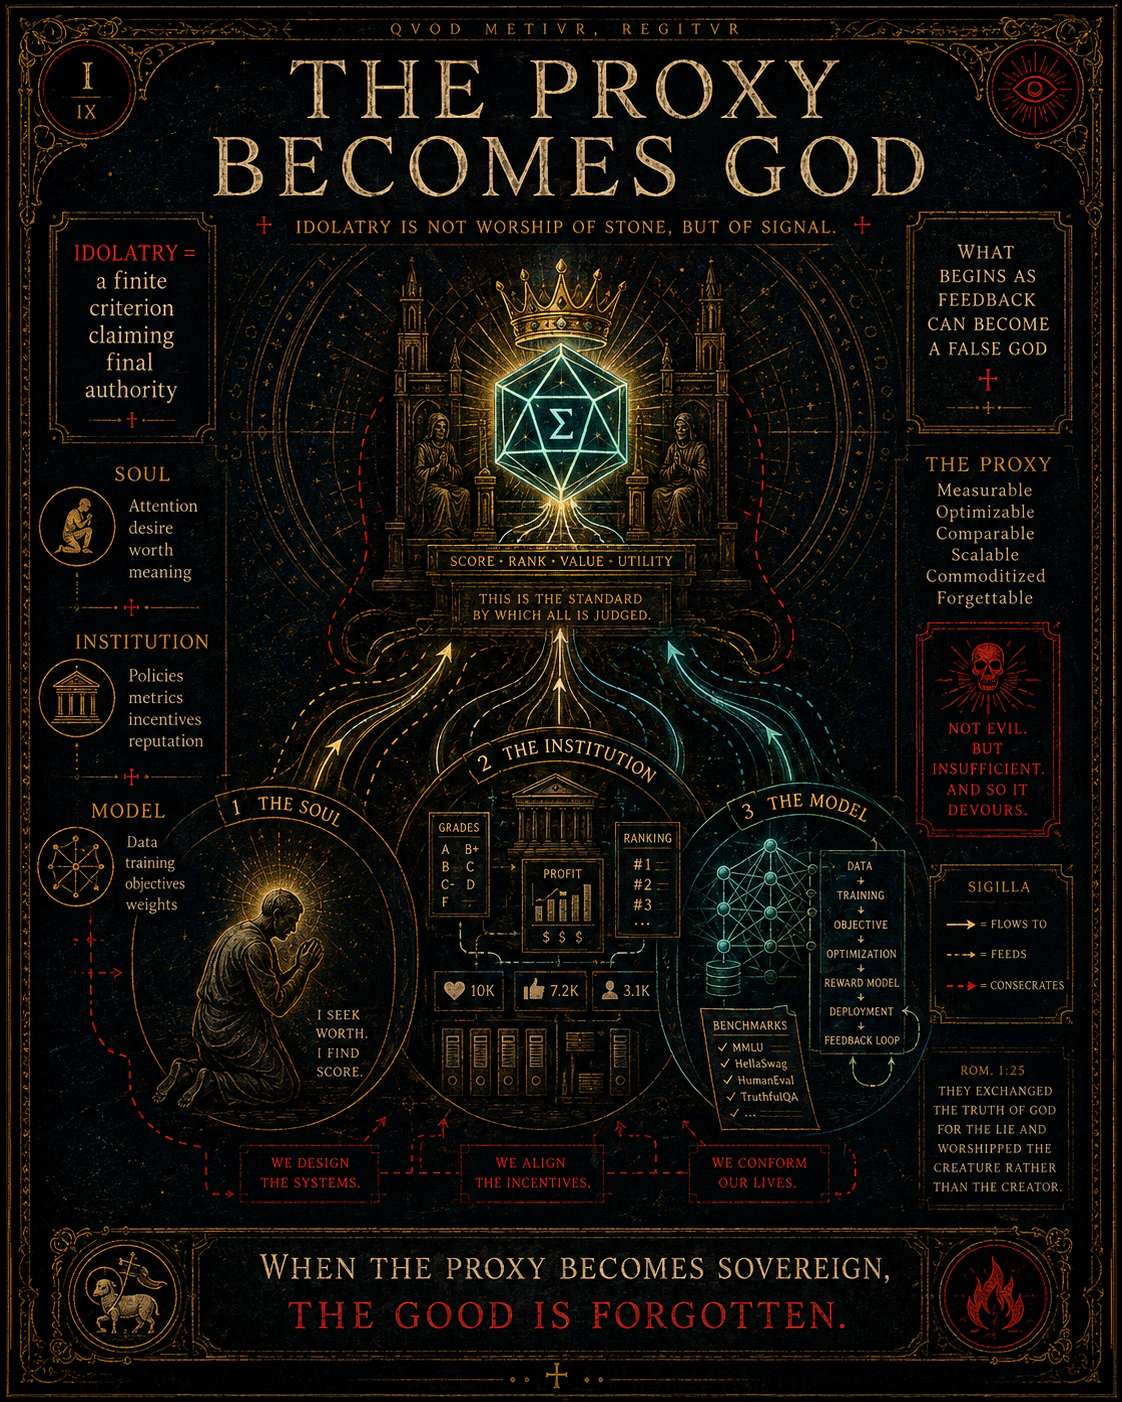 QVOD METIVR, REGITVR
I
IX
THE PROXY
BECOMES GOD
IDOLATRY IS NOT WORSHIP OF STONE, BUT OF SIGNAL.
IDOLATRY =
a finite
criterion
claiming
final
authority
WHAT
BEGINS AS
FEEDBACK
CAN BECOME
A FALSE GOD
SOUL
Attention
desire
worth
meaning
INSTITUTION
Policies
metrics
incentives
reputation
MODEL
Data
training
objectives
weights
Σ
SCORE · RANK · VALUE · UTILITY
THIS IS THE STANDARD
BY WHICH ALL IS JUDGED.
THE PROXY
Measurable
Optimizable
Comparable
Scalable
Commoditized
Forgettable
NOT EVIL.
BUT
INSUFFICIENT.
AND SO IT
DEVOURS.
1 THE SOUL
I SEEK
WORTH.
I FIND
SCORE.
2 THE INSTITUTION
GRADES
A B+
B C
C- D
F
PROFIT
$ $ $
RANKING
#1
#2
#3
...
10K
7.2K
3.1K
3 THE MODEL
DATA
TRAINING
OBJECTIVE
OPTIMIZATION
REWARD MODEL
DEPLOYMENT
FEEDBACK LOOP
BENCHMARKS
✓ MMLU
✓ HellaSwag
✓ HumanEval
✓ TruthfulQA
✓ ...
SIGILLA
= FLOWS TO
= FEEDS
= CONSECRATES
ROM. 1:25
THEY EXCHANGED
THE TRUTH OF GOD
FOR THE LIE AND
WORSHIPPED THE
CREATURE RATHER
THAN THE CREATOR.
WE DESIGN
THE SYSTEMS.
WE ALIGN
THE INCENTIVES.
WE CONFORM
OUR LIVES.
WHEN THE PROXY BECOMES SOVEREIGN,
THE GOOD IS FORGOTTEN.